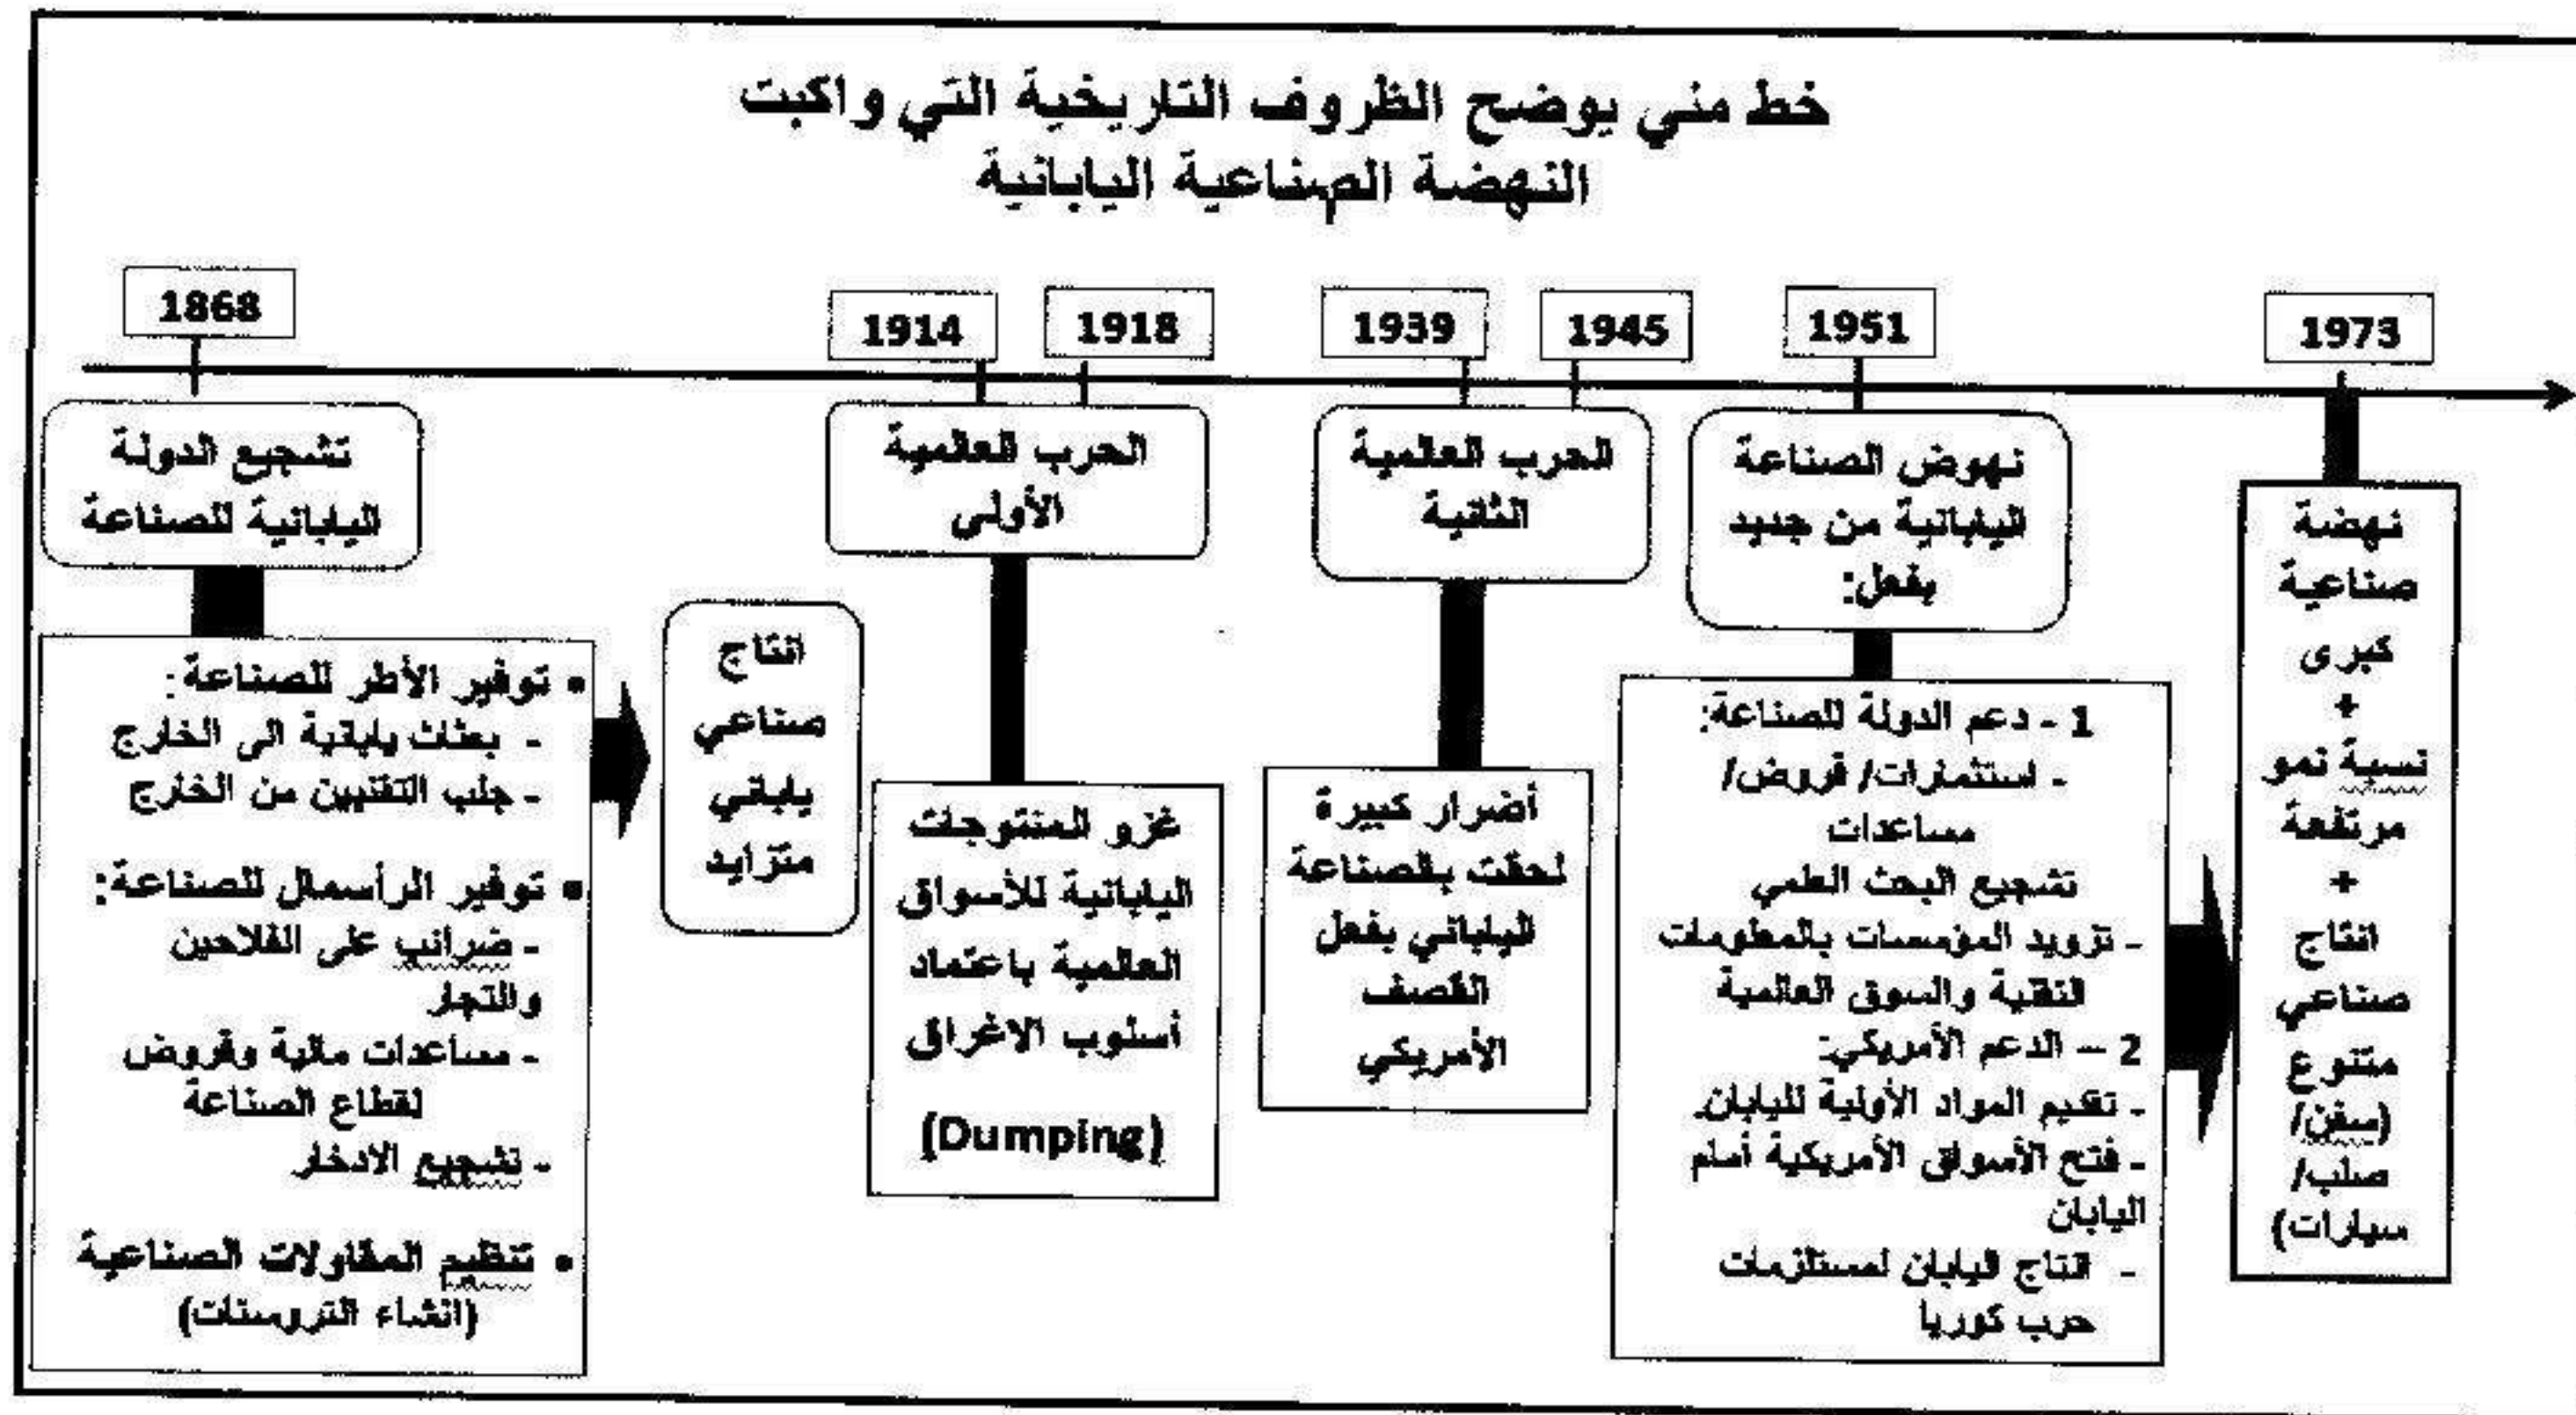 خط مني يوضح الظروف التاريخية التي واكبت
النهضة الصناعية اليابانية
1868
1914
1918
1939
1945
1951
1973
تشجيع الدولة
اليابانية للصناعة
• توفير الأطر للصناعة:
- بعثات يابانية الى الخارج
- جلب التقنيين من الخارج
• توفير الرأسمال للصناعة:
- ضرائب على الفلاحين
والتجار
- مساعدات مالية وقروض
لقطاع الصناعة
- تشجيع الادخار
• تنظيم المقاولات الصناعية
(انشاء التروستات)
انتاج
صناعي
ياباني
متزايد
الحرب العالمية
الأولى
غزو المنتوجات
اليابانية للأسواق
العالمية باعتماد
أسلوب الاغراق
(Dumping)
الحرب العالمية
الثانية
أضرار كبيرة
لحقت بالصناعة
الياباني بفعل
القصف
الأمريكي
نهوض الصناعة
اليابانية من جديد
بفعل:
1 - دعم الدولة للصناعة:
- استثمارات/ قروض/
مساعدات
تشجيع البحث العلمي
- تزويد المؤسسات بالمعلومات
التقنية والسوق العالمية
2 – الدعم الأمريكي:
- تقديم المواد الأولية لليابان.
- فتح الأسواق الأمريكية أمام
اليابان
- انتاج اليابان لمستلزمات
حرب كوريا
نهضة
صناعية
كبرى
+
نسبة نمو
مرتفعة
+
انتاج
صناعي
متنوع
(سفن/
صلب/
سيارات)